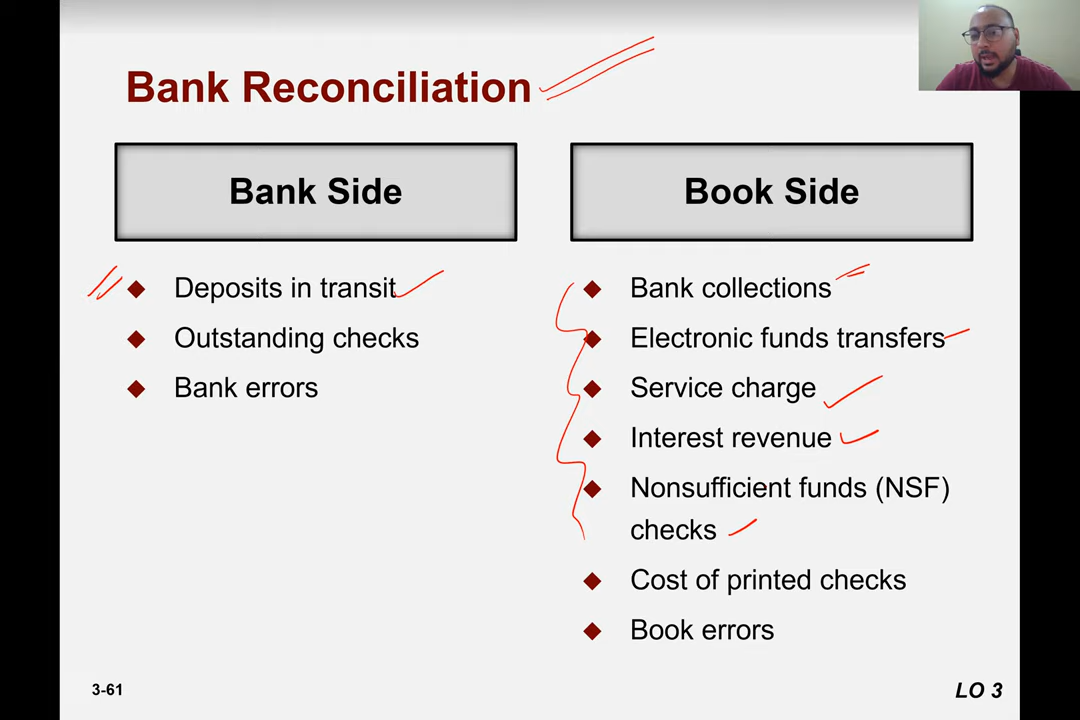 Bank Reconciliation
Bank Side
Deposits in transit
Outstanding checks
Bank errors
Book Side
Bank collections
Electronic funds transfers
Service charge
Interest revenue
Nonsufficient funds (NSF)
checks
Cost of printed checks
Book errors
3-61
LO 3